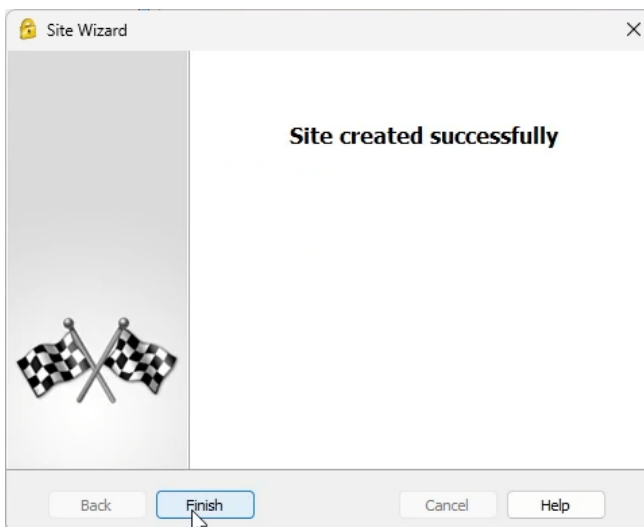 Site Wizard
Site created successfully
Back
Finish
Cancel
Help